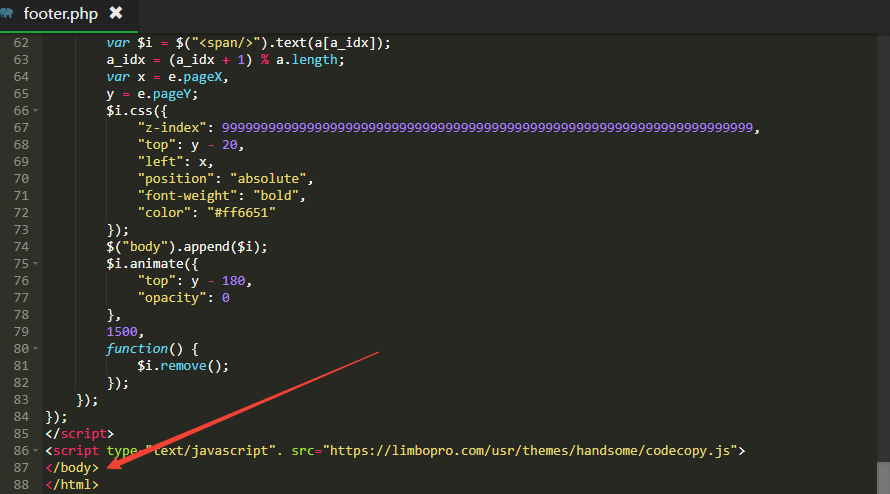 footer.php ✖
62 var $i = $("<span/>").text(a[a_idx]);
63 a_idx = (a_idx + 1) % a.length;
64 var x = e.pageX,
65 y = e.pageY;
66 $i.css({
67 "z-index": 999999999999999999999999999999999999999999999999999999999999999999999,
68 "top": y - 20,
69 "left": x,
70 "position": "absolute",
71 "font-weight": "bold",
72 "color": "#ff6651"
73 });
74 $("body").append($i);
75 $i.animate({
76 "top": y - 180,
77 "opacity": 0
78 },
79 1500,
80 function() {
81 $i.remove();
82 });
83 });
84 });
85 </script>
86 <script type="text/javascript". src="https://limbopro.com/usr/themes/handsome/codecopy.js">
87 </body>
88 </html>